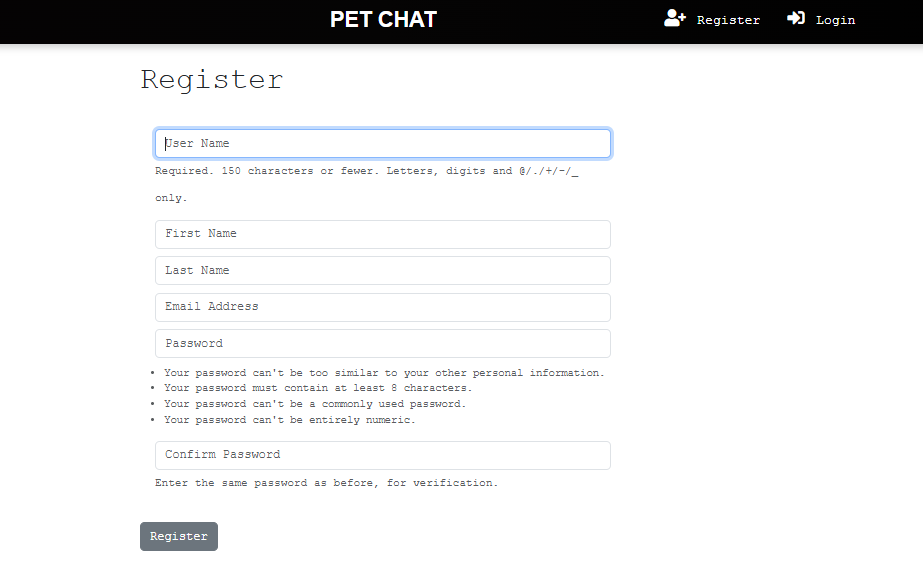 PET CHAT
Register
Login
Register
User Name
Required. 150 characters or fewer. Letters, digits and @/./+/-/_
only.
First Name
Last Name
Email Address
Password
• Your password can't be too similar to your other personal information.
• Your password must contain at least 8 characters.
• Your password can't be a commonly used password.
• Your password can't be entirely numeric.
Confirm Password
Enter the same password as before, for verification.
Register